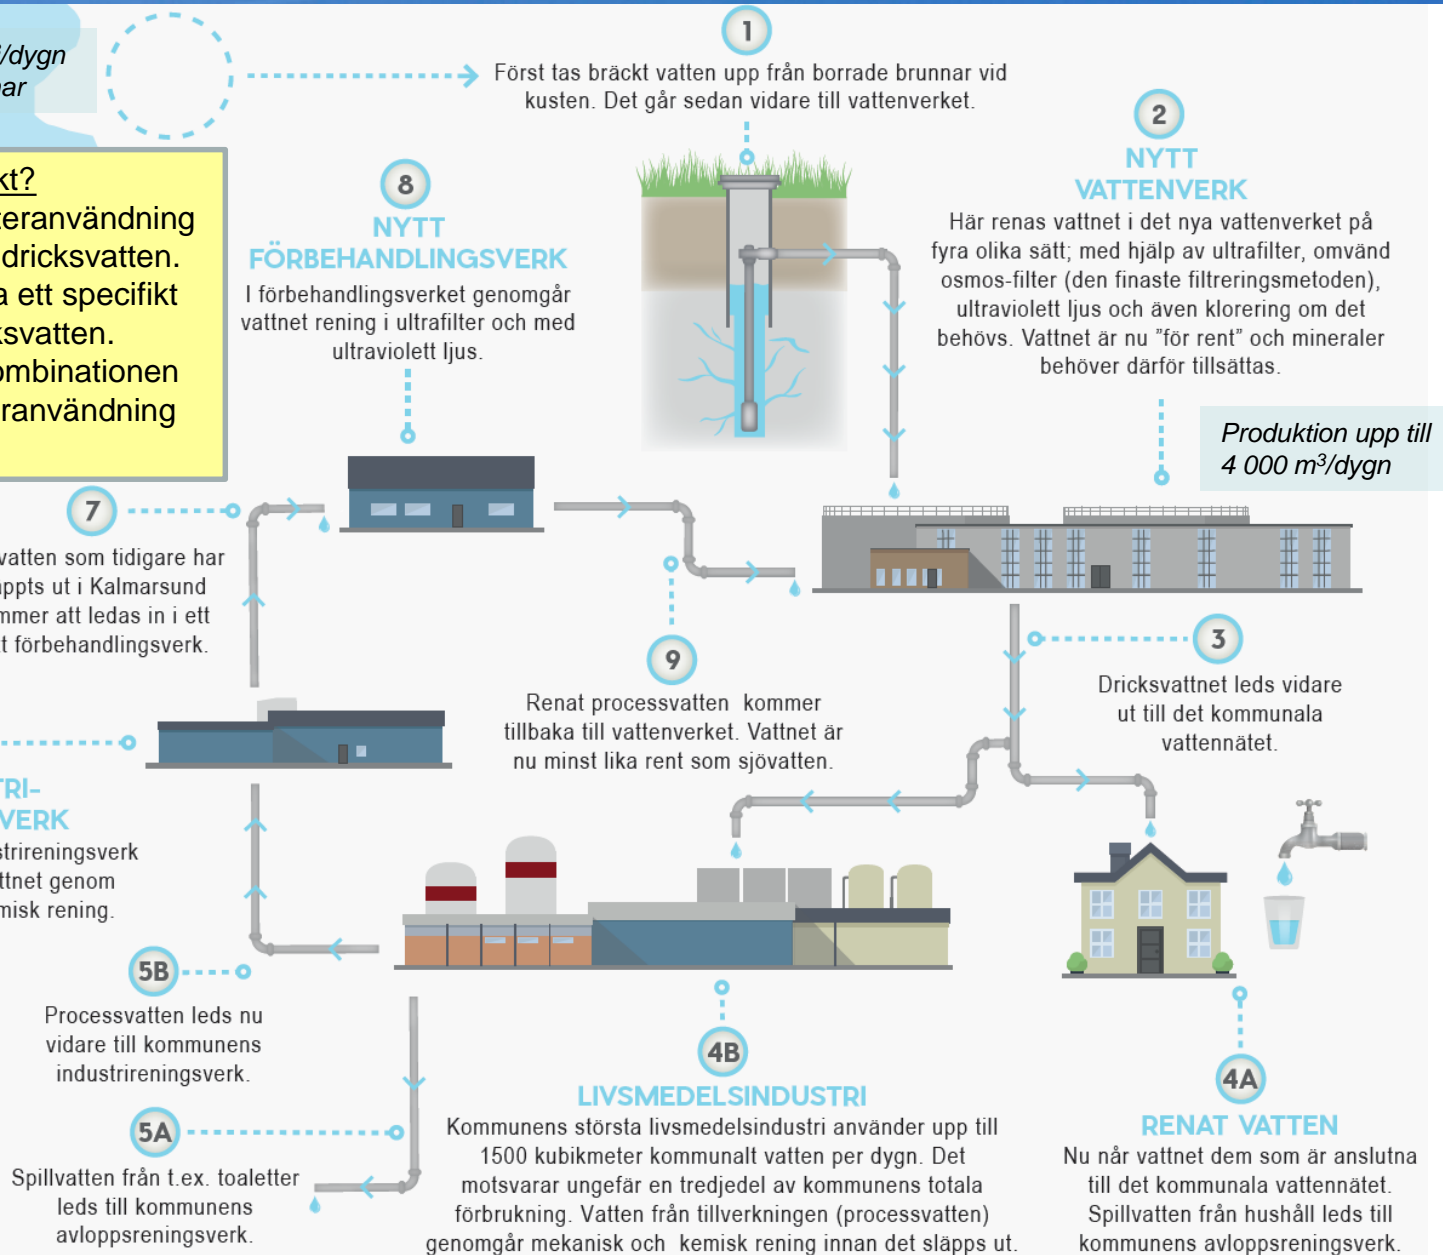 /dygn
1
Först tas bräckt vatten upp från borrade brunnar vid
kusten. Det går sedan vidare till vattenverket.
2
NYTT
VATTENVERK
Här renas vattnet i det nya vattenverket på
fyra olika sätt; med hjälp av ultrafilter, omvänd
osmos-filter (den finaste filtreringsmetoden),
ultraviolett ljus och även klorering om det
behövs. Vattnet är nu ”för rent” och mineraler
behöver därför tillsättas.
Produktion upp till
4 000 m³/dygn
kt?
teranvändning
dricksvatten.
a ett specifikt
ksvatten.
ombinationen
ranvändning
8
NYTT
FÖRBEHANDLINGSVERK
I förbehandlingsverket genomgår
vattnet rening i ultrafilter och med
ultraviolett ljus.
7
vatten som tidigare har
ppts ut i Kalmarsund
mmer att ledas in i ett
tt förbehandlingsverk.
9
Renat processvatten kommer
tillbaka till vattenverket. Vattnet är
nu minst lika rent som sjövatten.
3
Dricksvattnet leds vidare
ut till det kommunala
vattennätet.
TRI-
VERK
strireningsverk
ttnet genom
misk rening.
5B
Processvatten leds nu
vidare till kommunens
industrireningsverk.
5A
Spillvatten från t.ex. toaletter
leds till kommunens
avloppsreningsverk.
4B
LIVSMEDELSINDUSTRI
Kommunens största livsmedelsindustri använder upp till
1500 kubikmeter kommunalt vatten per dygn. Det
motsvarar ungefär en tredjedel av kommunens totala
förbrukning. Vatten från tillverkningen (processvatten)
genomgår mekanisk och kemisk rening innan det släpps ut.
4A
RENAT VATTEN
Nu når vattnet dem som är anslutna
till det kommunala vattennätet.
Spillvatten från hushåll leds till
kommunens avloppsreningsverk.